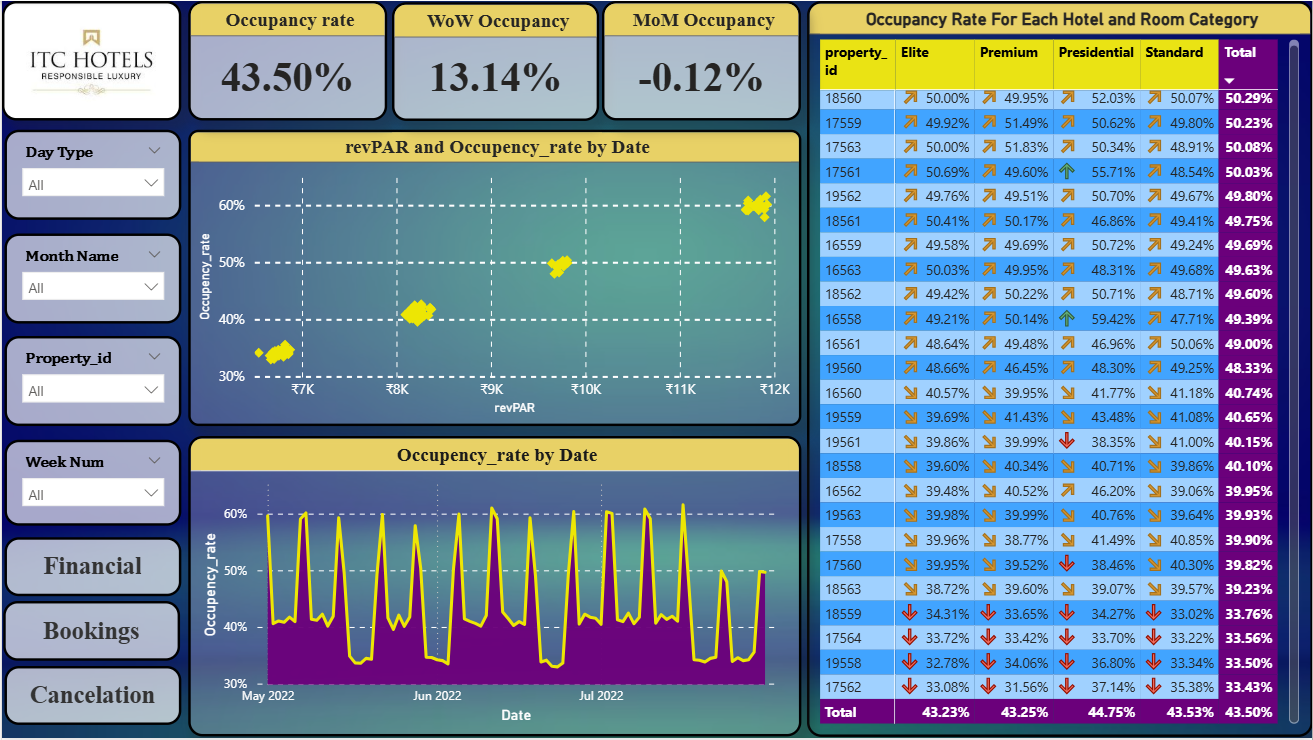 ITC HOTELS
RESPONSIBLE LUXURY
Occupancy rate
43.50%
WoW Occupancy
13.14%
MoM Occupancy
-0.12%
Day Type
All
Month Name
All
Property_id
All
Week Num
All
Financial
Bookings
Cancelation
revPAR and Occupency_rate by Date
Occupency_rate
60%
50%
40%
30%
₹7K ₹8K ₹9K ₹10K ₹11K ₹12K
revPAR
Occupency_rate by Date
Occupency_rate
60%
50%
40%
30%
May 2022 Jun 2022 Jul 2022
Date
Occupancy Rate For Each Hotel and Room Category
property_id Elite Premium Presidential Standard Total
18560 50.00% 49.95% 52.03% 50.07% 50.29%
17559 49.92% 51.49% 50.62% 49.80% 50.23%
17563 50.00% 51.83% 50.34% 48.91% 50.08%
17561 50.69% 49.60% 55.71% 48.54% 50.03%
19562 49.76% 49.51% 50.70% 49.67% 49.80%
18561 50.41% 50.17% 46.86% 49.41% 49.75%
16559 49.58% 49.69% 50.72% 49.24% 49.69%
16563 50.03% 49.95% 48.31% 49.68% 49.63%
18562 49.42% 50.22% 50.71% 48.71% 49.60%
16558 49.21% 50.14% 59.42% 47.71% 49.39%
16561 48.64% 49.48% 46.96% 50.06% 49.00%
19560 48.66% 46.45% 48.30% 49.25% 48.33%
16560 40.57% 39.95% 41.77% 41.18% 40.74%
19559 39.69% 41.43% 43.48% 41.08% 40.65%
19561 39.86% 39.99% 38.35% 41.00% 40.15%
18558 39.60% 40.34% 40.71% 39.86% 40.10%
16562 39.48% 40.52% 46.20% 39.06% 39.95%
19563 39.98% 39.99% 40.76% 39.64% 39.93%
17558 39.96% 38.77% 41.49% 40.85% 39.90%
17560 39.95% 39.52% 38.46% 40.30% 39.82%
18563 38.72% 39.60% 39.07% 39.57% 39.23%
18559 34.31% 33.65% 34.27% 33.02% 33.76%
17564 33.72% 33.42% 33.70% 33.22% 33.56%
19558 32.78% 34.06% 36.80% 33.34% 33.50%
17562 33.08% 31.56% 37.14% 35.38% 33.43%
Total 43.23% 43.25% 44.75% 43.53% 43.50%